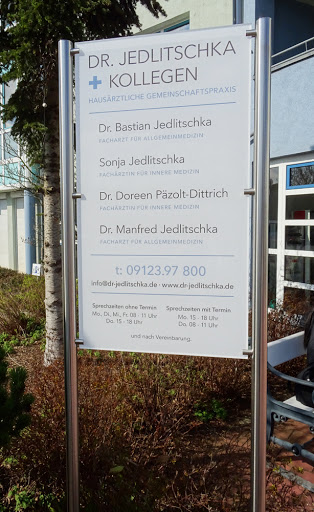 DR. JEDLITSCHKA
+ KOLLEGEN
HAUSÄRZTLICHE GEMEINSCHAFTSPRAXIS
Dr. Bastian Jedlitschka
FACHARZT FÜR ALLGEMEINMEDIZIN
Sonja Jedlitschka
FACHÄRZTIN FÜR INNERE MEDIZIN
Dr. Doreen Päzolt-Dittrich
FACHÄRZTIN FÜR INNERE MEDIZIN
Dr. Manfred Jedlitschka
FACHARZT FÜR ALLGEMEINMEDIZIN
t: 09123.97 800
info@dr-jedlitschka.de · www.dr-jedlitschka.de
Sprechzeiten ohne Termin
Mo, Di, Mi, Fr. 08 - 11 Uhr
Do. 15 - 18 Uhr
Sprechzeiten mit Termin
Mo. 15 - 18 Uhr
Do. 08 - 11 Uhr
und nach Vereinbarung